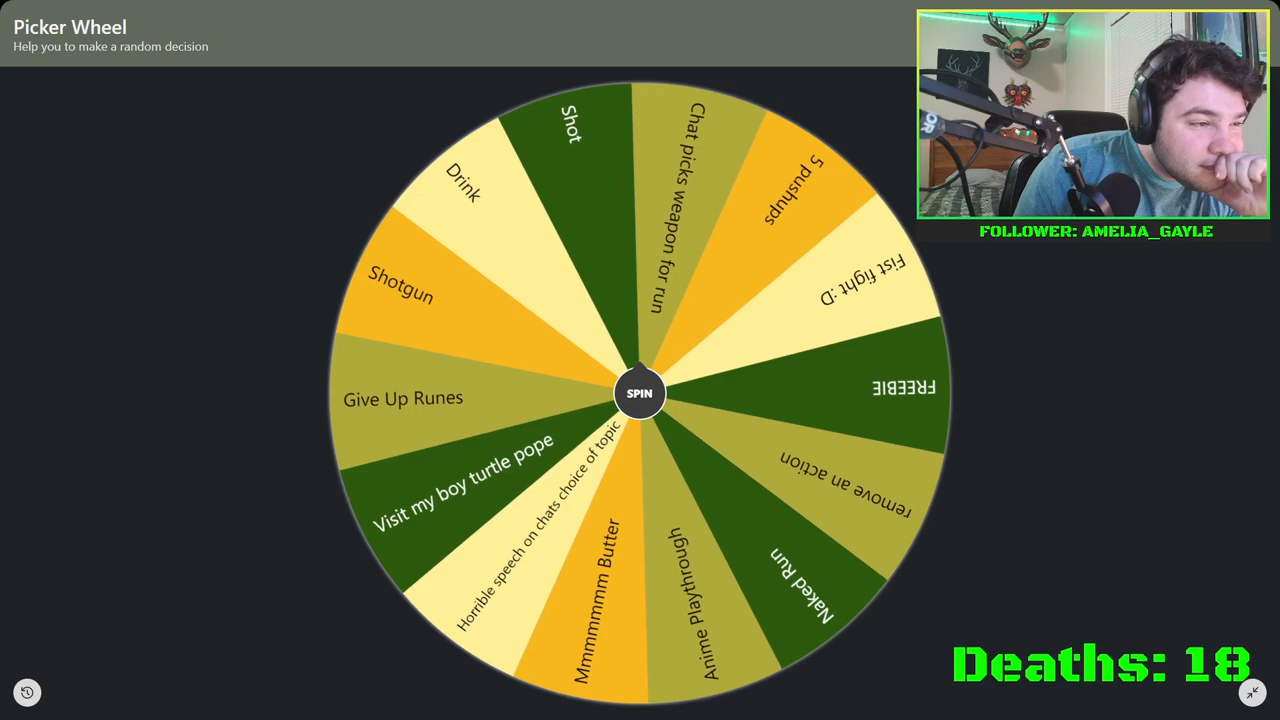 Picker Wheel
Help you to make a random decision
Shot
Chat picks weapon for run
5 pushups
Fist fight :D
FREEBIE
remove an action
Naked Run
Anime Playthrough
Mmmmmmm Butter
Horrible speech on chats choice of topic
Visit my boy turtle pope
Give Up Runes
Shotgun
Drink
SPIN
FOLLOWER: AMELIA_GAYLE
Deaths: 18